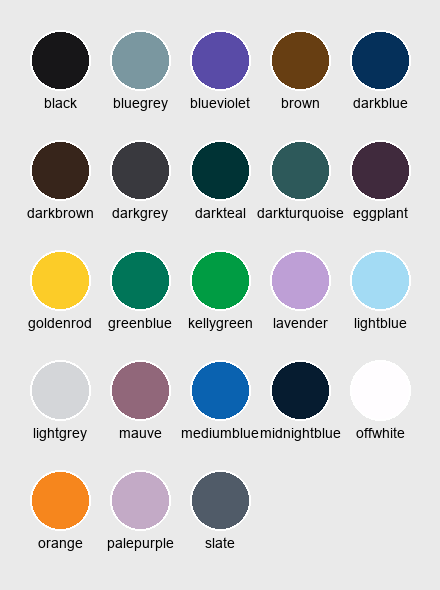 black bluegrey blueviolet brown darkblue
darkbrown darkgrey darkteal darkturquoise eggplant
goldenrod greenblue kellygreen lavender lightblue
lightgrey mauve mediumblue midnightblue offwhite
orange palepurple slate